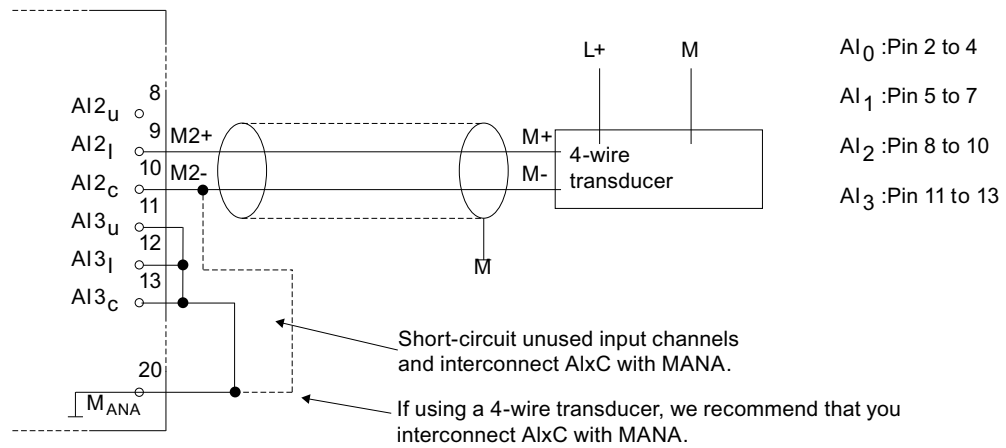 L+ M
AI0 :Pin 2 to 4
AI1 :Pin 5 to 7
AI2 :Pin 8 to 10
AI3 :Pin 11 to 13
8
AI2u
9
AI2I M2+ M+
10
AI2c M2- M-
4-wire
transducer
11
AI3u
12
AI3I
13
AI3c
M
Short-circuit unused input channels
and interconnect AIxC with MANA.
20
MANA
If using a 4-wire transducer, we recommend that you
interconnect AIxC with MANA.